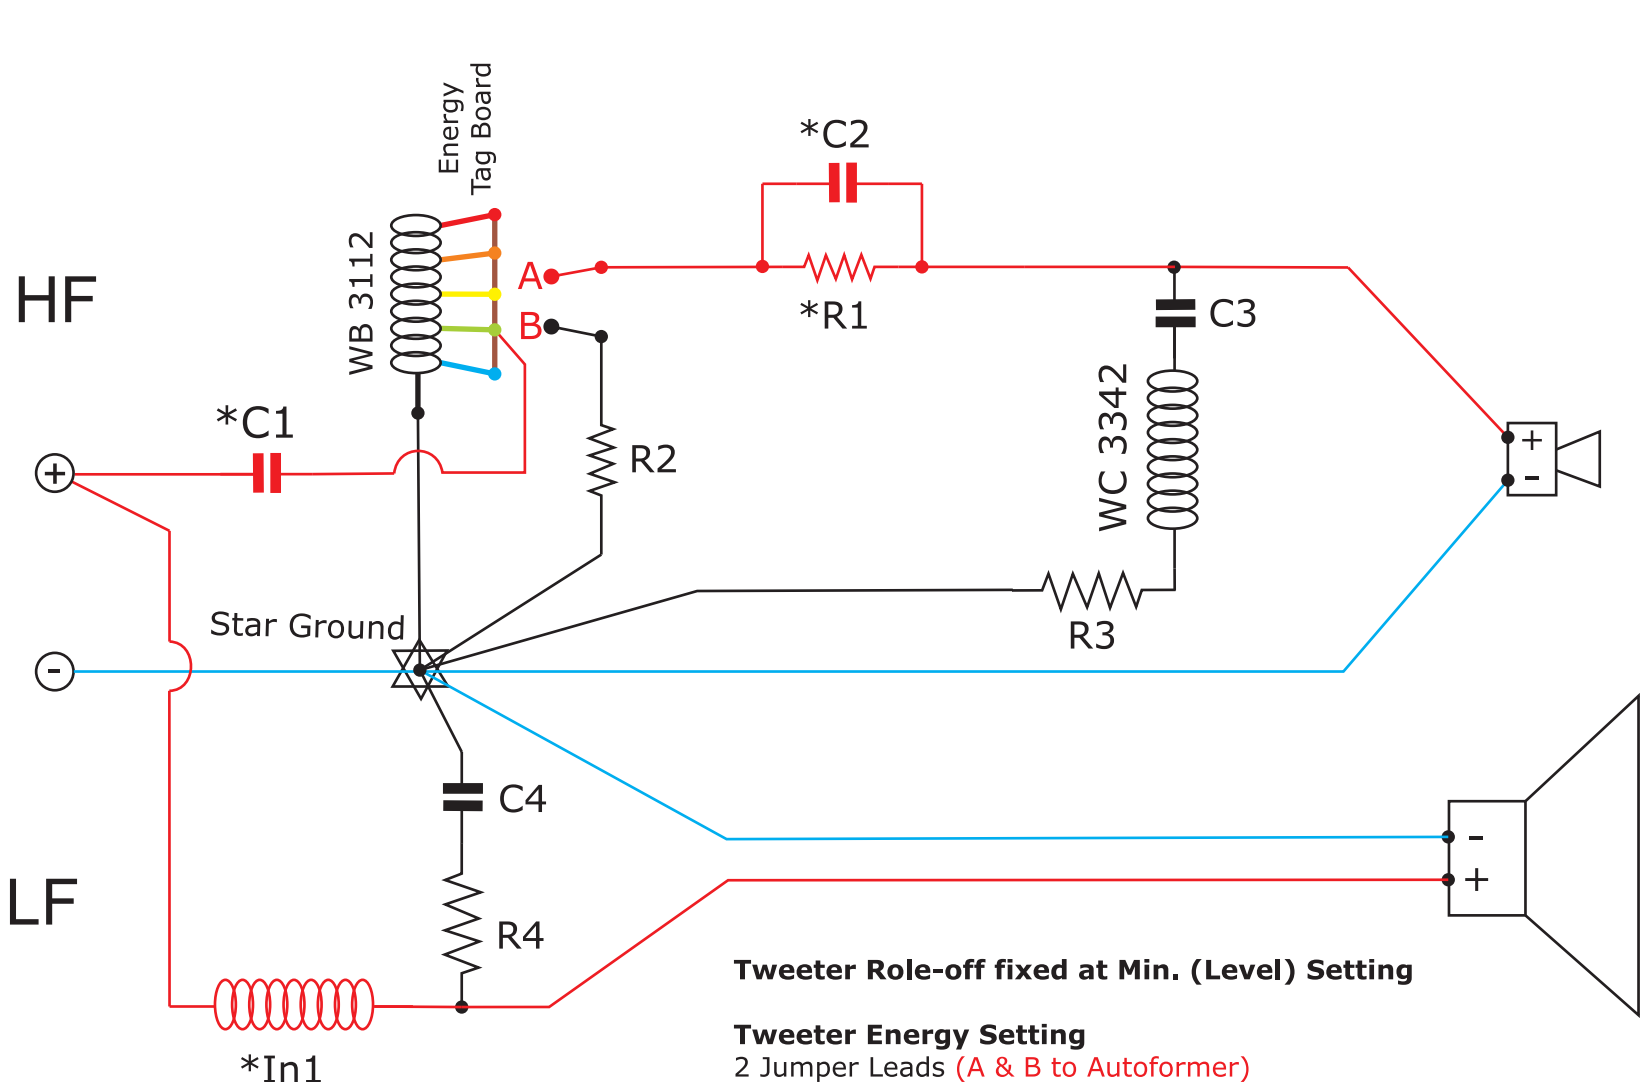 Energy
Tag Board
*C2
WB 3112
HF
A
*R1
B
C3
*C1
R2
WC 3342
+
+
-
Star Ground
R3
-
C4
-
+
LF
R4
Tweeter Role-off fixed at Min. (Level) Setting
Tweeter Energy Setting
*In1
2 Jumper Leads (A & B to Autoformer)